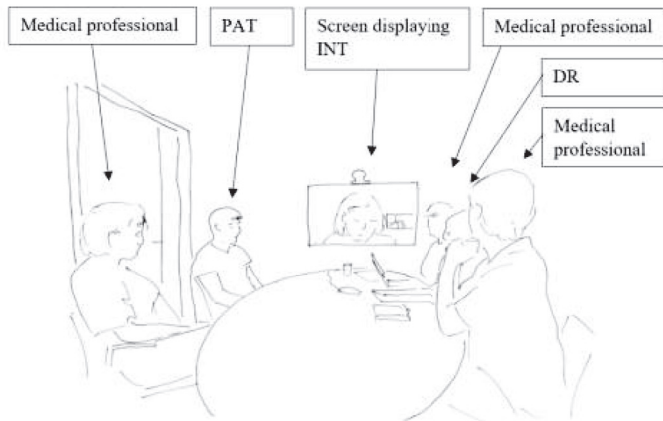 Medical professional
PAT
Screen displaying
INT
Medical professional
DR
Medical
professional